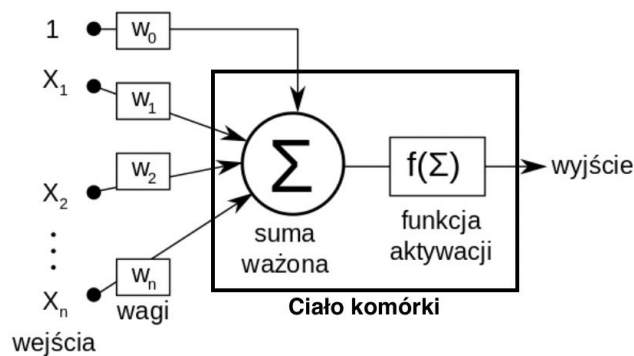 1
w₀
X₁
w₁
X₂
w₂
Xₙ
wₙ
wejścia
wagi
Σ
suma
ważona
f(Σ)
funkcja
aktywacji
wyjście
Ciało komórki